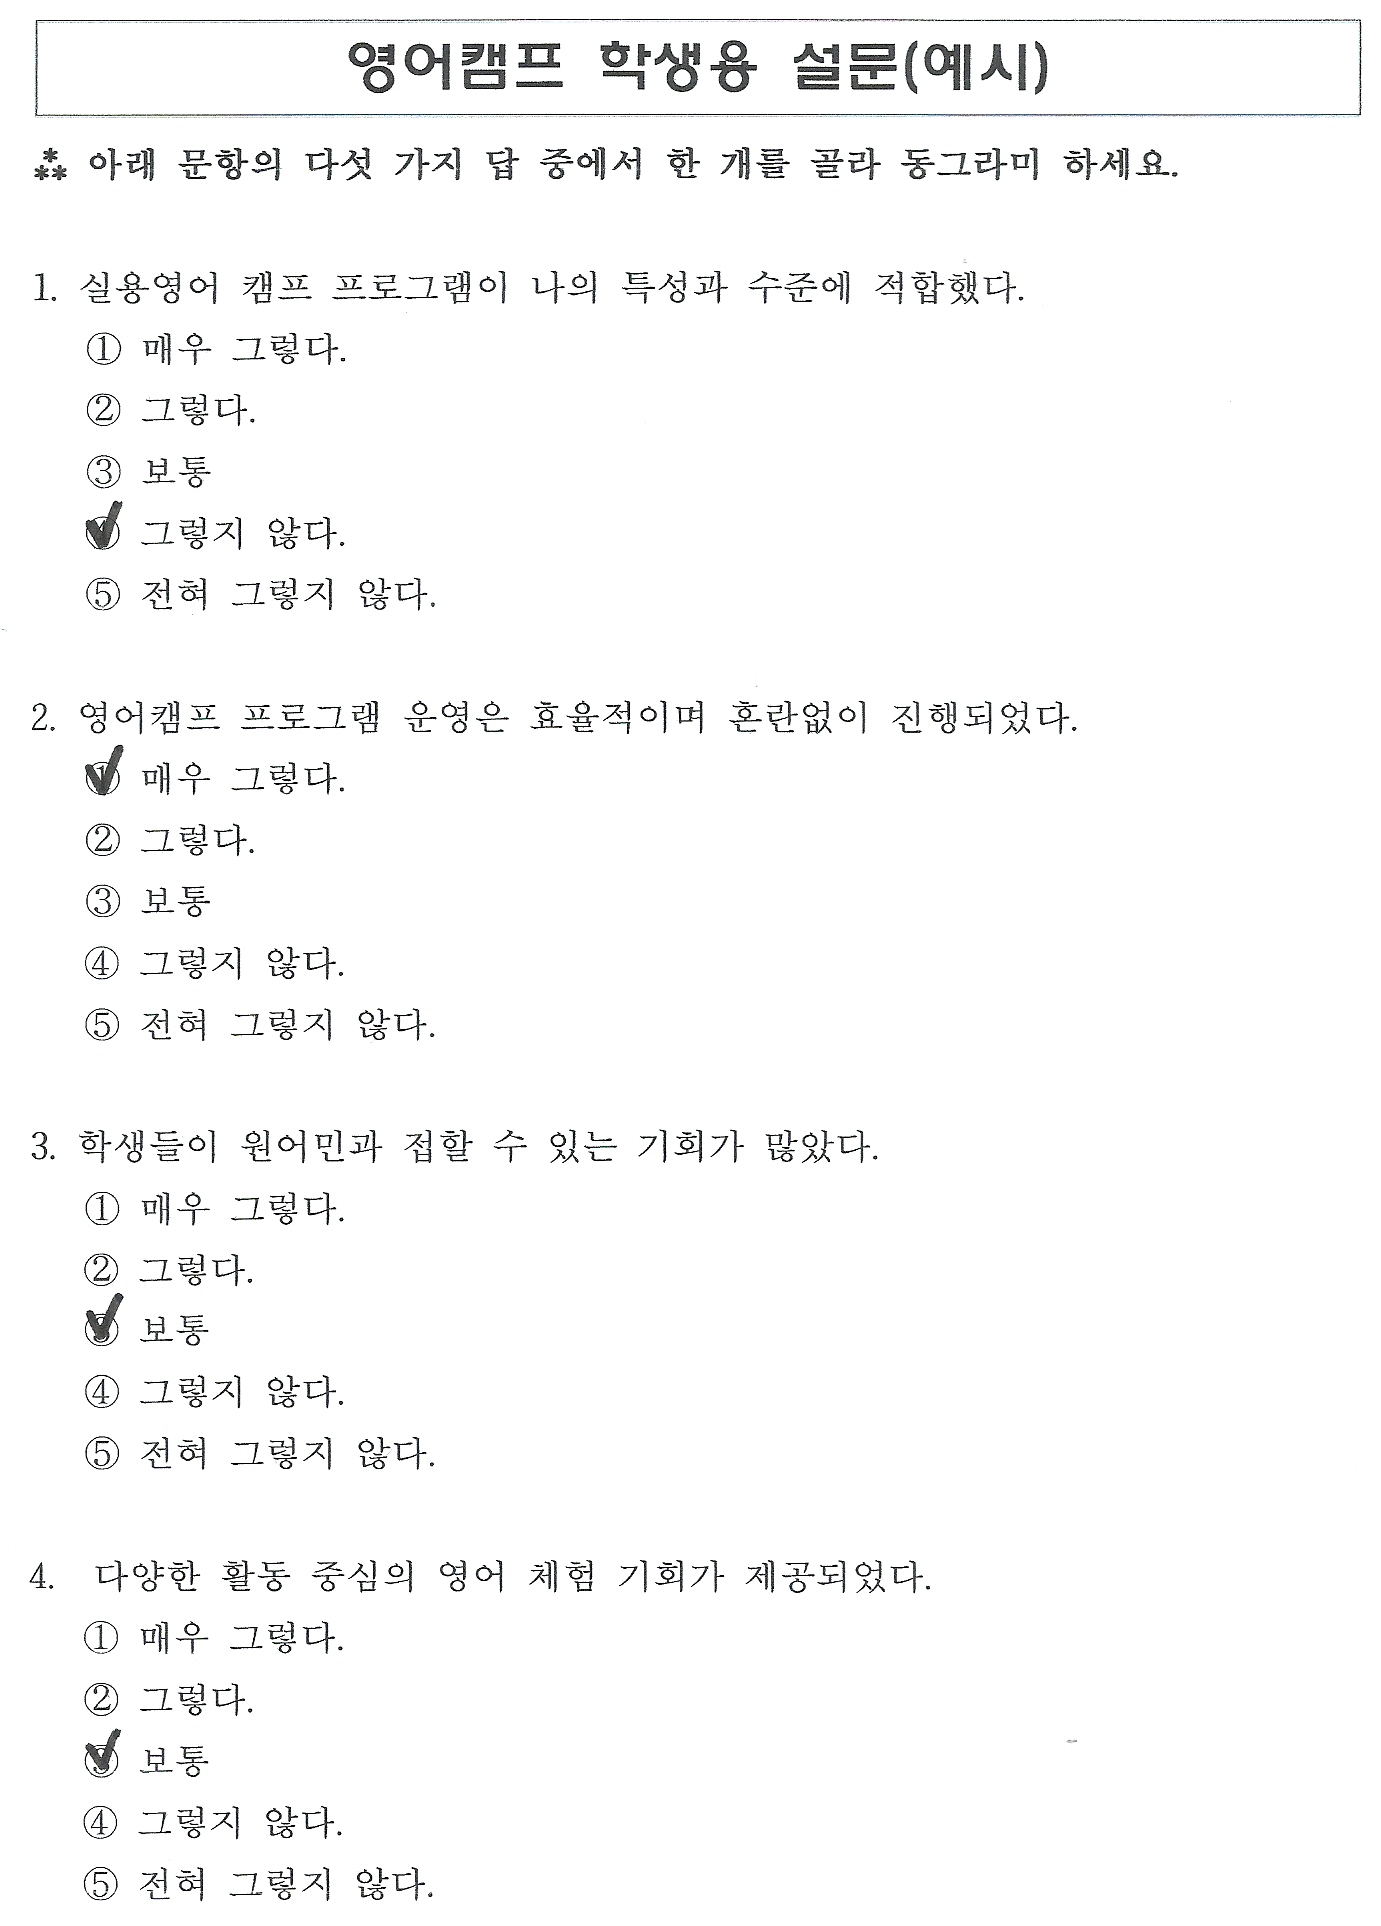 영어캠프 학생용 설문(예시)
⁂ 아래 문항의 다섯 가지 답 중에서 한 개를 골라 동그라미 하세요.
1. 실용영어 캠프 프로그램이 나의 특성과 수준에 적합했다.
① 매우 그렇다.
② 그렇다.
③ 보통
④ 그렇지 않다.
⑤ 전혀 그렇지 않다.
2. 영어캠프 프로그램 운영은 효율적이며 혼란없이 진행되었다.
① 매우 그렇다.
② 그렇다.
③ 보통
④ 그렇지 않다.
⑤ 전혀 그렇지 않다.
3. 학생들이 원어민과 접할 수 있는 기회가 많았다.
① 매우 그렇다.
② 그렇다.
③ 보통
④ 그렇지 않다.
⑤ 전혀 그렇지 않다.
4. 다양한 활동 중심의 영어 체험 기회가 제공되었다.
① 매우 그렇다.
② 그렇다.
③ 보통
④ 그렇지 않다.
⑤ 전혀 그렇지 않다.